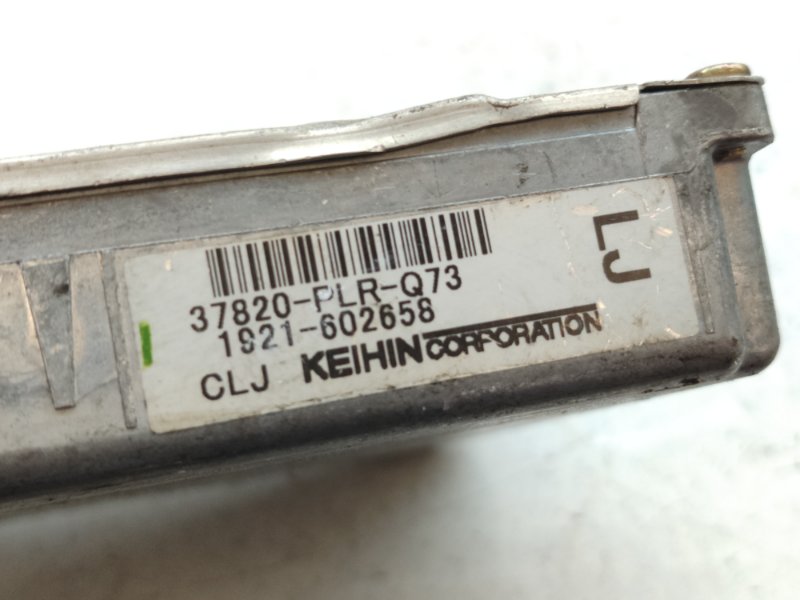 37820-PLR-Q73
1921-602658
CLJ KEIHIN CORPORATION
LJ